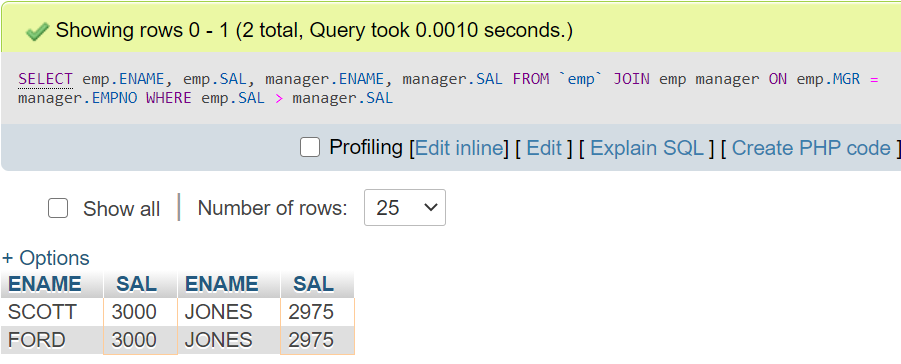 Showing rows 0 - 1 (2 total, Query took 0.0010 seconds.)
SELECT emp.ENAME, emp.SAL, manager.ENAME, manager.SAL FROM `emp` JOIN emp manager ON emp.MGR =
manager.EMPNO WHERE emp.SAL > manager.SAL
Profiling [Edit inline] [ Edit ] [ Explain SQL ] [ Create PHP code ]
Show all | Number of rows: 25
+ Options
ENAME SAL ENAME SAL
SCOTT 3000 JONES 2975
FORD 3000 JONES 2975